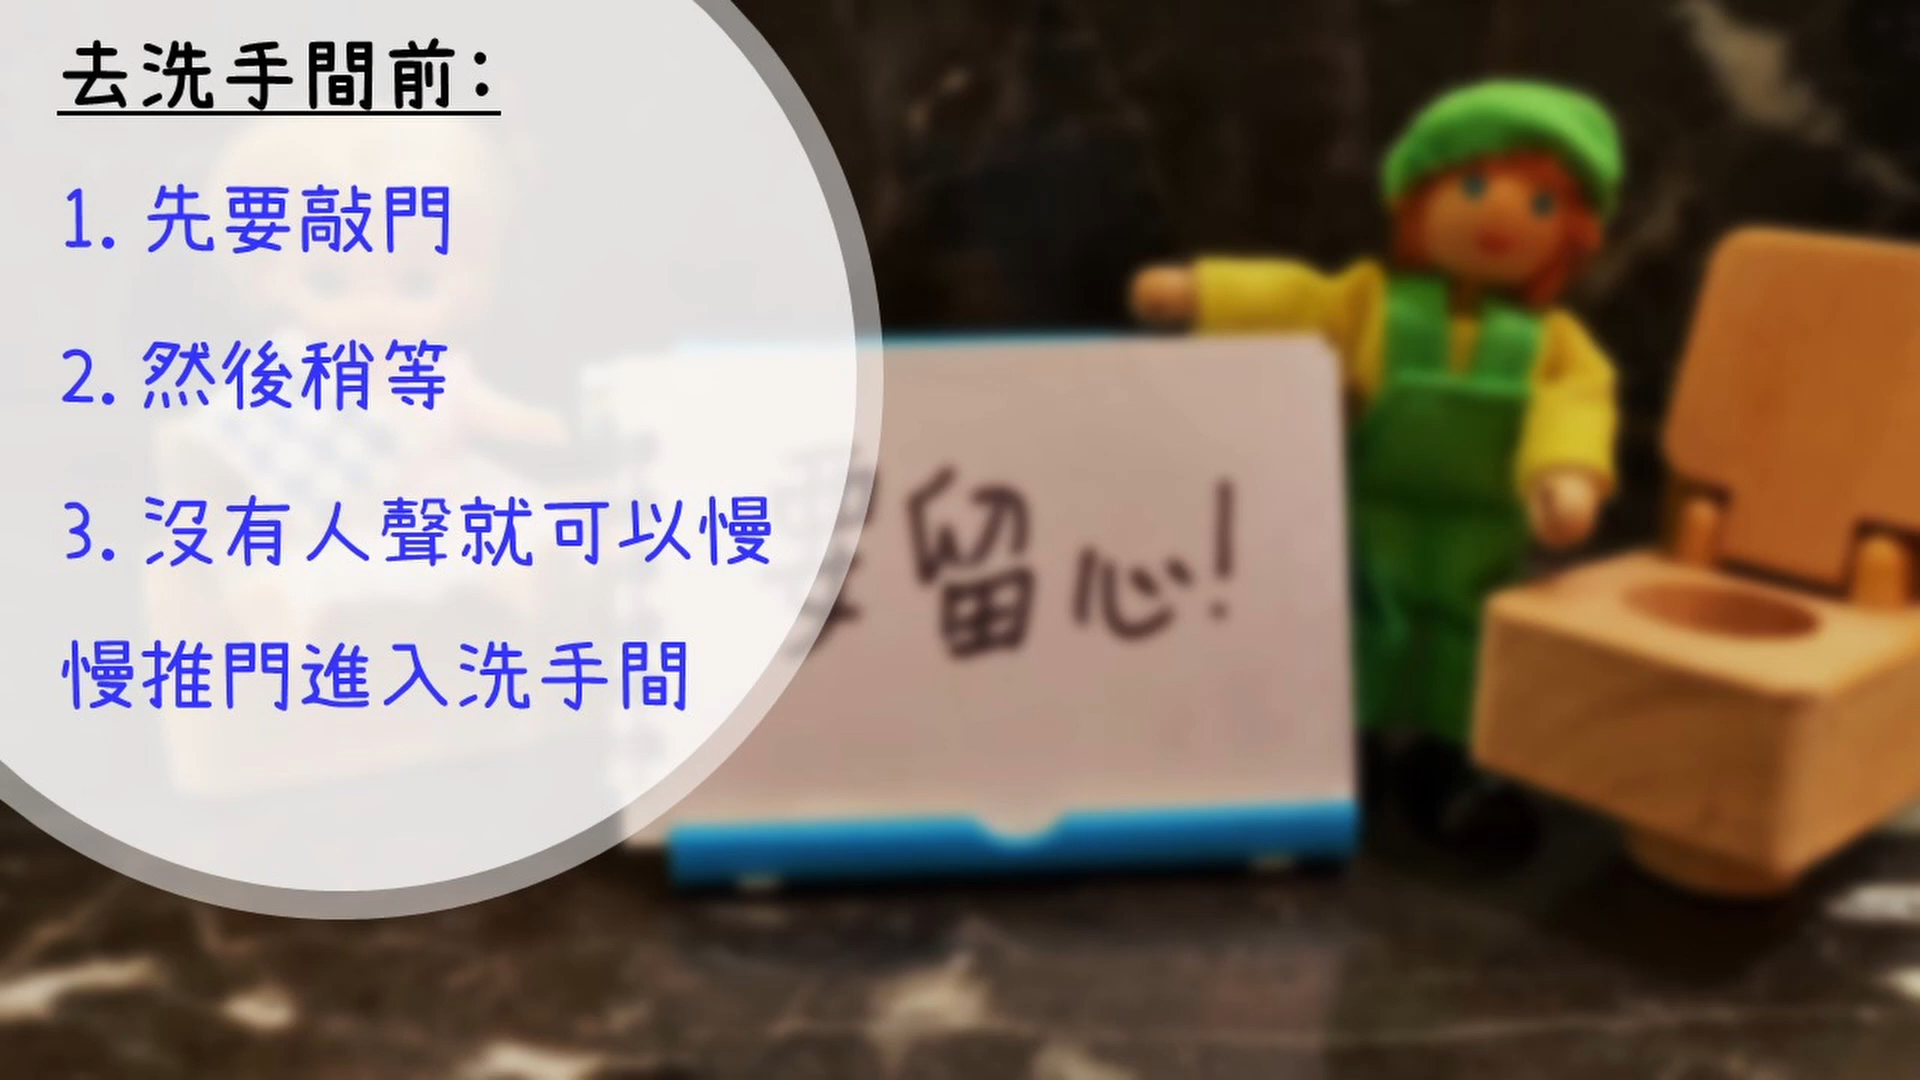 去洗手間前：
1. 先要敲門
2. 然後稍等
3. 沒有人聲就可以慢
慢推門進入洗手間
要留心！